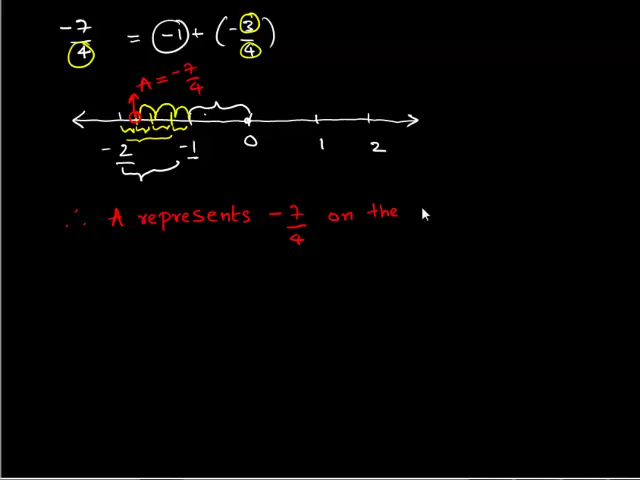 -7/4 = -1 + (-3/4)
A = -7/4
-2 -1 0 1 2
∴ A represents -7/4 on the